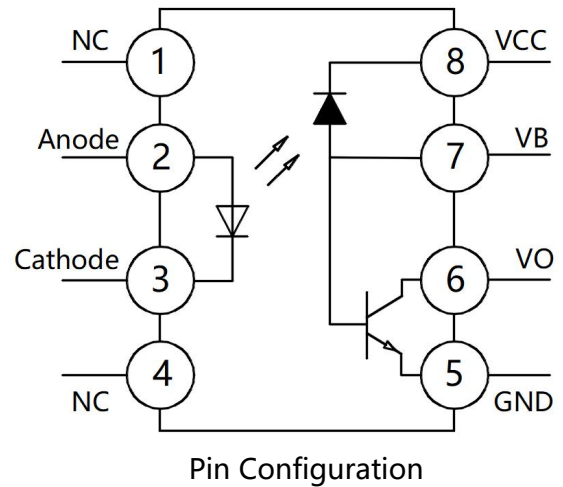 NC
1
8
VCC
Anode
2
7
VB
Cathode
3
6
VO
4
5
NC
GND
Pin Configuration